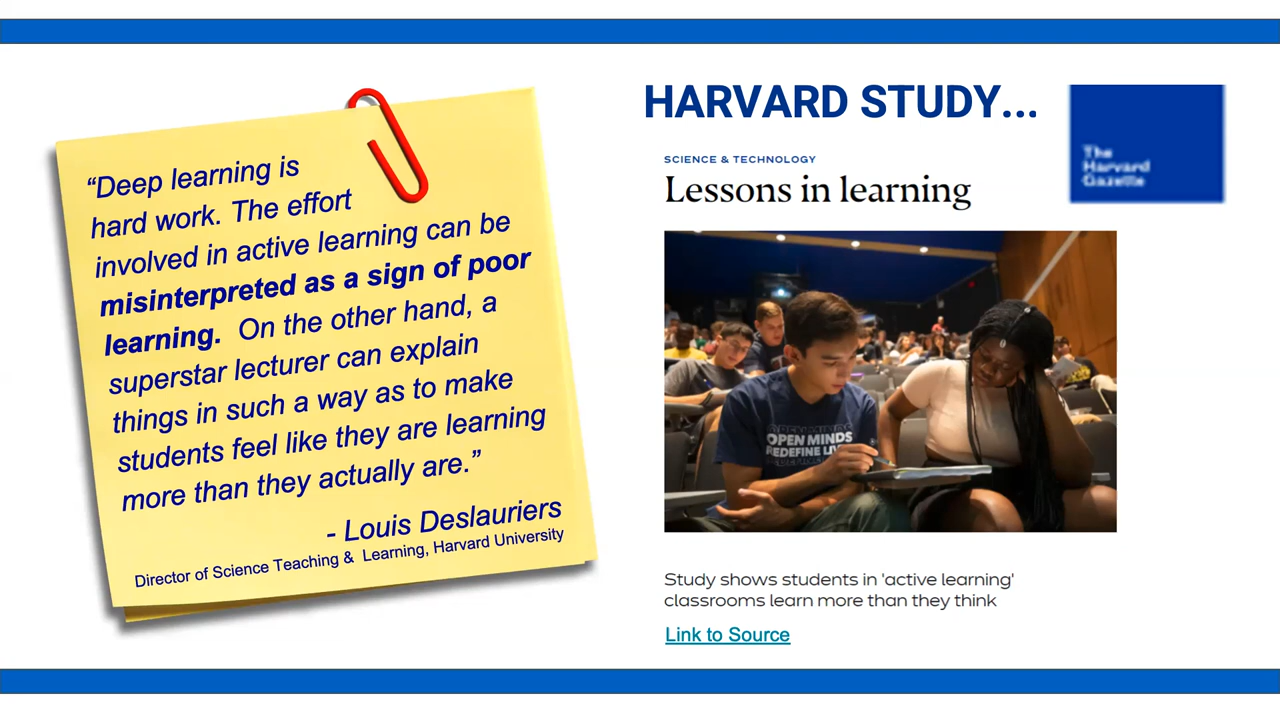 “Deep learning is
hard work. The effort
involved in active learning can be
misinterpreted as a sign of poor
learning. On the other hand, a
superstar lecturer can explain
things in such a way as to make
students feel like they are learning
more than they actually are.”
- Louis Deslauriers
Director of Science Teaching & Learning, Harvard University
HARVARD STUDY...
The
Harvard
Gazette
SCIENCE & TECHNOLOGY
Lessons in learning
OPEN MINDS
Study shows students in 'active learning'
classrooms learn more than they think
Link to Source